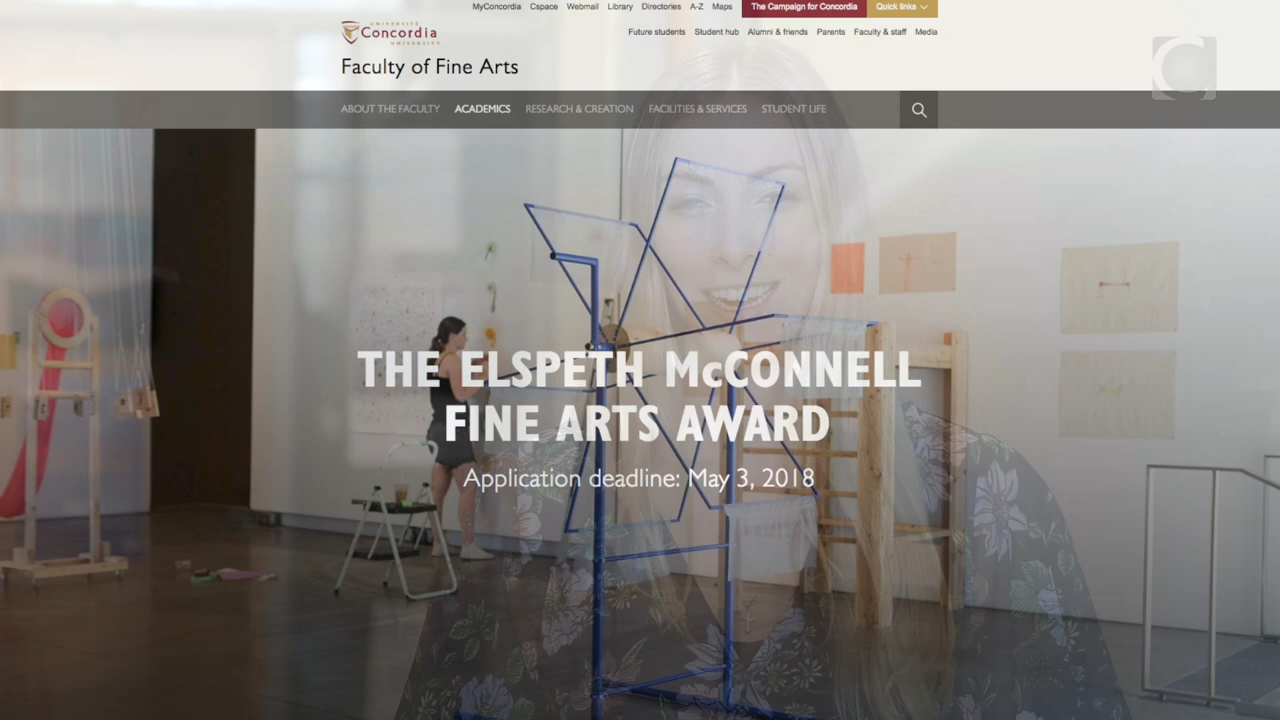 MyConcordia Cspace Webmail Library Directories A-Z Maps The Campaign for Concordia Quick links
UNIVERSITÉ
Concordia
UNIVERSITY
Future students Student hub Alumni & friends Parents Faculty & staff Media
Faculty of Fine Arts
ABOUT THE FACULTY ACADEMICS RESEARCH & CREATION FACILITIES & SERVICES STUDENT LIFE
C
THE ELSPETH McCONNELL
FINE ARTS AWARD
Application deadline: May 3, 2018